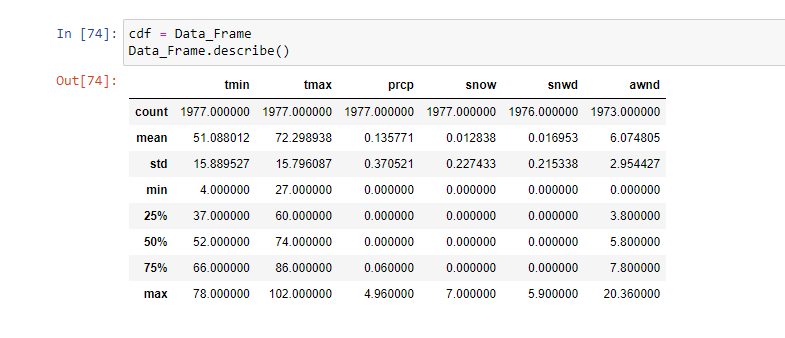 In [74]: cdf = Data_Frame
Data_Frame.describe()
Out[74]:
tmin tmax prcp snow snwd awnd
count 1977.000000 1977.000000 1977.000000 1977.000000 1976.000000 1973.000000
mean 51.088012 72.298938 0.135771 0.012838 0.016953 6.074805
std 15.889527 15.796087 0.370521 0.227433 0.215338 2.954427
min 4.000000 27.000000 0.000000 0.000000 0.000000 0.000000
25% 37.000000 60.000000 0.000000 0.000000 0.000000 3.800000
50% 52.000000 74.000000 0.000000 0.000000 0.000000 5.800000
75% 66.000000 86.000000 0.060000 0.000000 0.000000 7.800000
max 78.000000 102.000000 4.960000 7.000000 5.900000 20.360000